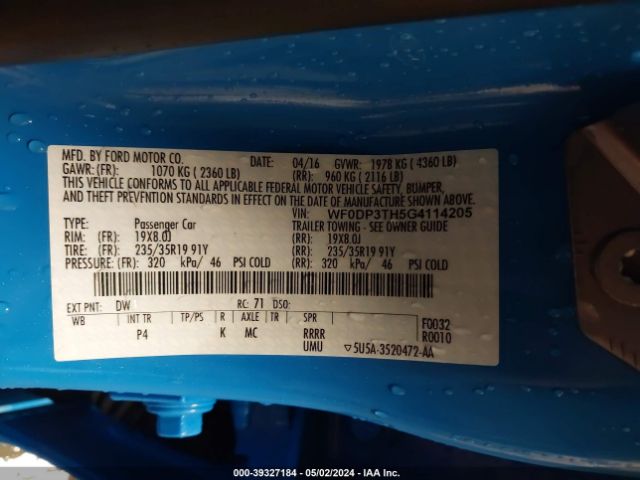 MFD. BY FORD MOTOR CO. DATE: 04/16 GVWR: 1978 KG ( 4360 LB)
GAWR: (FR): 1070 KG ( 2360 LB) (RR): 960 KG ( 2116 LB)
THIS VEHICLE CONFORMS TO ALL APPLICABLE FEDERAL MOTOR VEHICLE SAFETY, BUMPER,
AND THEFT PREVENTION STANDARDS IN EFFECT ON THE DATE OF MANUFACTURE SHOWN ABOVE.
VIN: WF0DP3TH5G4114205
TYPE: Passenger Car TRAILER TOWING - SEE OWNER GUIDE
RIM: (FR): 19X8.0J (RR): 19X8.0J
TIRE: (FR): 235/35R19 91Y (RR): 235/35R19 91Y
PRESSURE: (FR): 320 kPa/ 46 PSI COLD (RR): 320 kPa/ 46 PSI COLD
EXT PNT: DW RC: 71 DSO:
WB INT TR TP/PS R AXLE TR SPR F0032
P4 K MC RRRR R0010
UMU ▽5U5A-3520472-AA
000-39327184 - 05/02/2024 - IAA Inc.